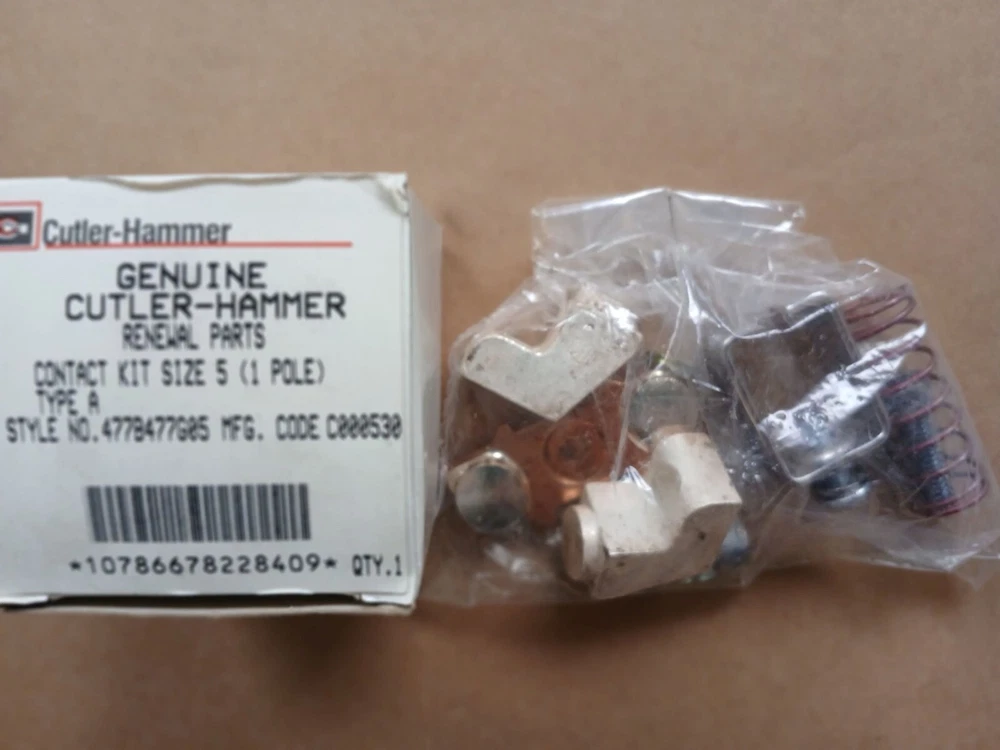 Cutler-Hammer
GENUINE
CUTLER-HAMMER
RENEWAL PARTS
CONTACT KIT SIZE 5 (1 POLE)
TYPE A
STYLE NO.477B477G05 MFG. CODE C000530
*10786678228409* QTY.1